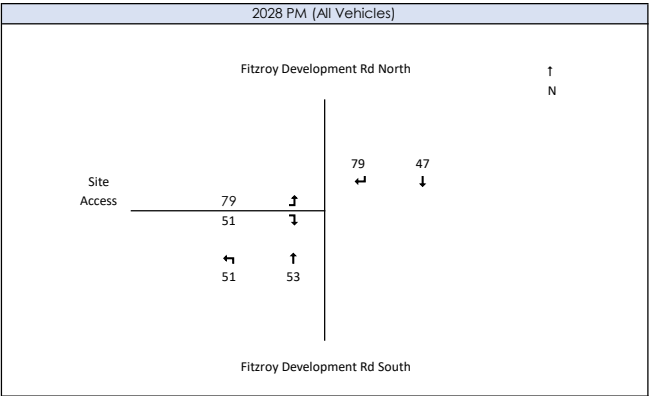 2028 PM (All Vehicles)
Fitzroy Development Rd North
↑
N
79 47
↵ ↓
Site
Access
79 ⮥
51 ⮧
↰ ↑
51 53
Fitzroy Development Rd South